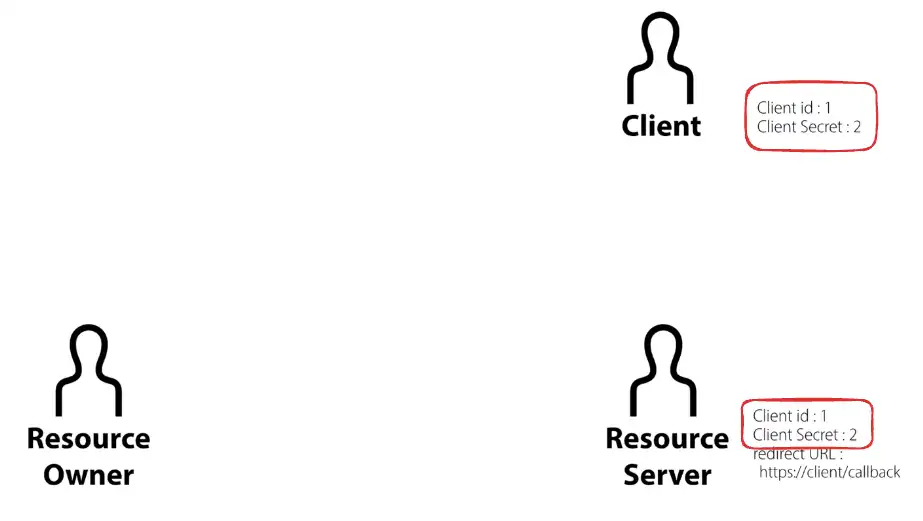 Client id : 1
Client Secret : 2
Client
Resource
Owner
Resource
Server
Client id : 1
Client Secret : 2
redirect URL :
https://client/callback